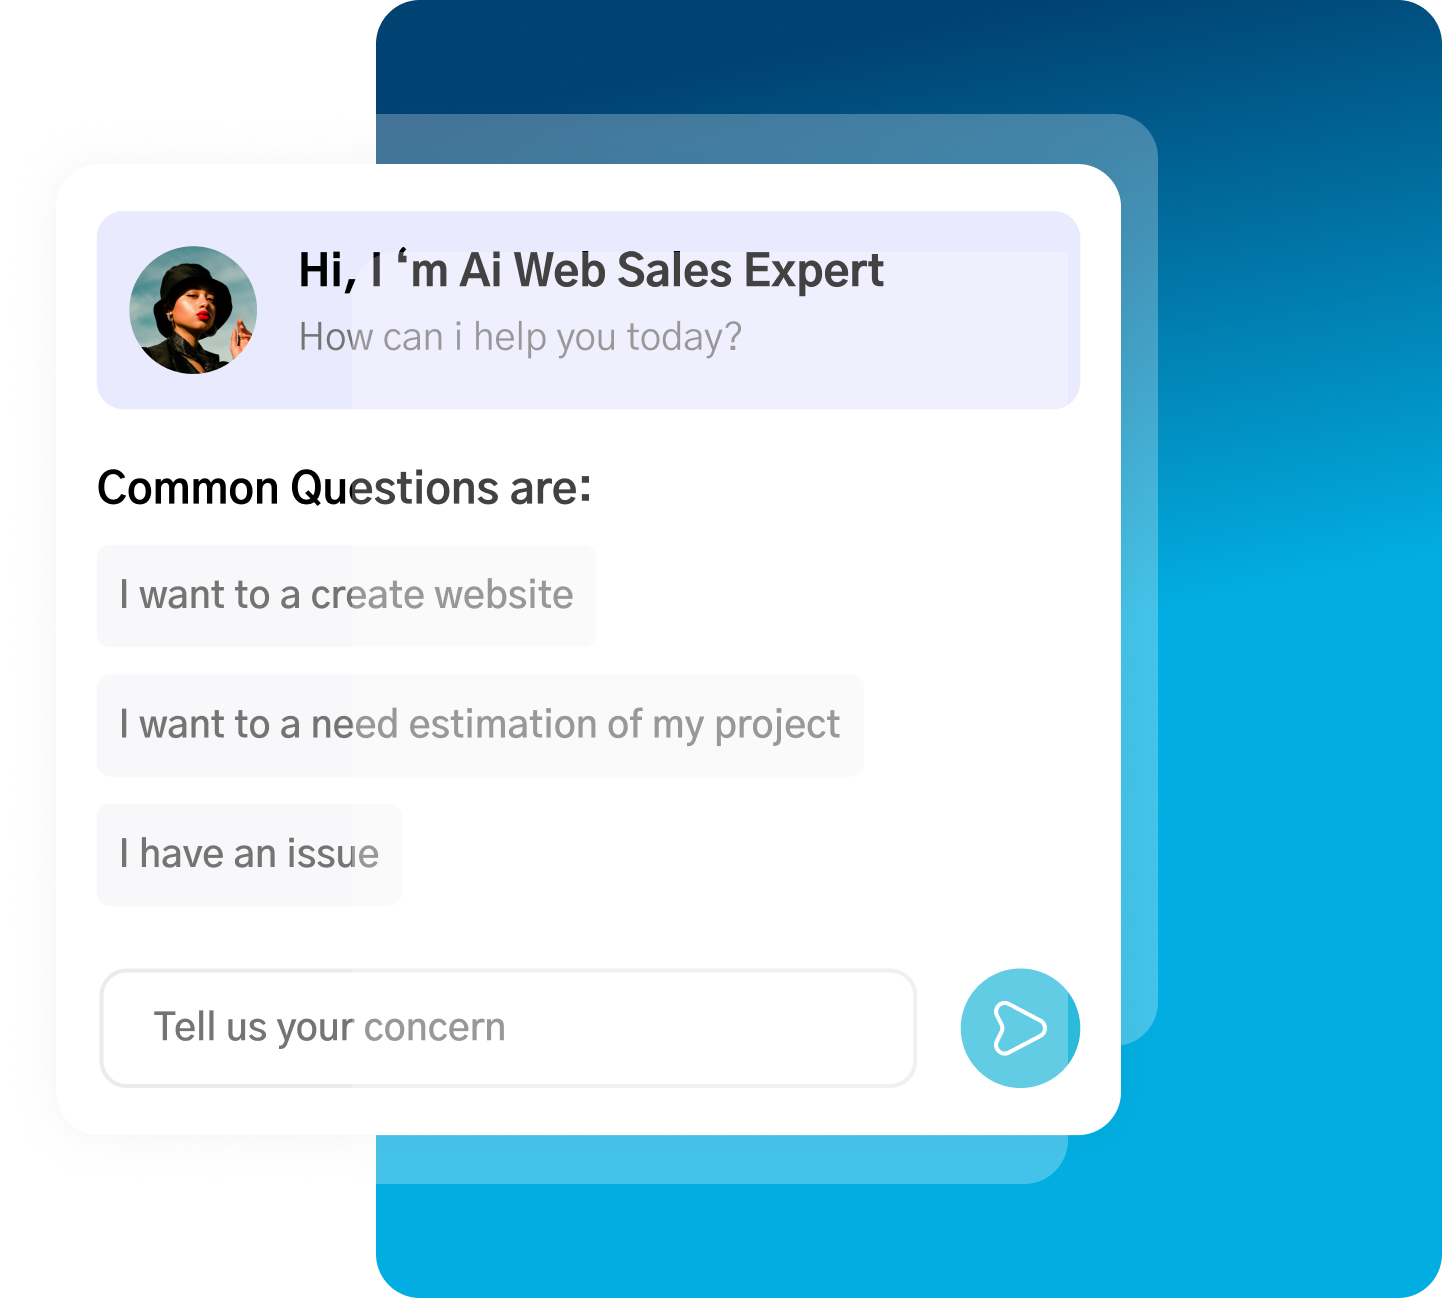 Hi, I ‘m Ai Web Sales Expert
How can i help you today?
Common Questions are:
I want to a create website
I want to a need estimation of my project
I have an issue
Tell us your concern